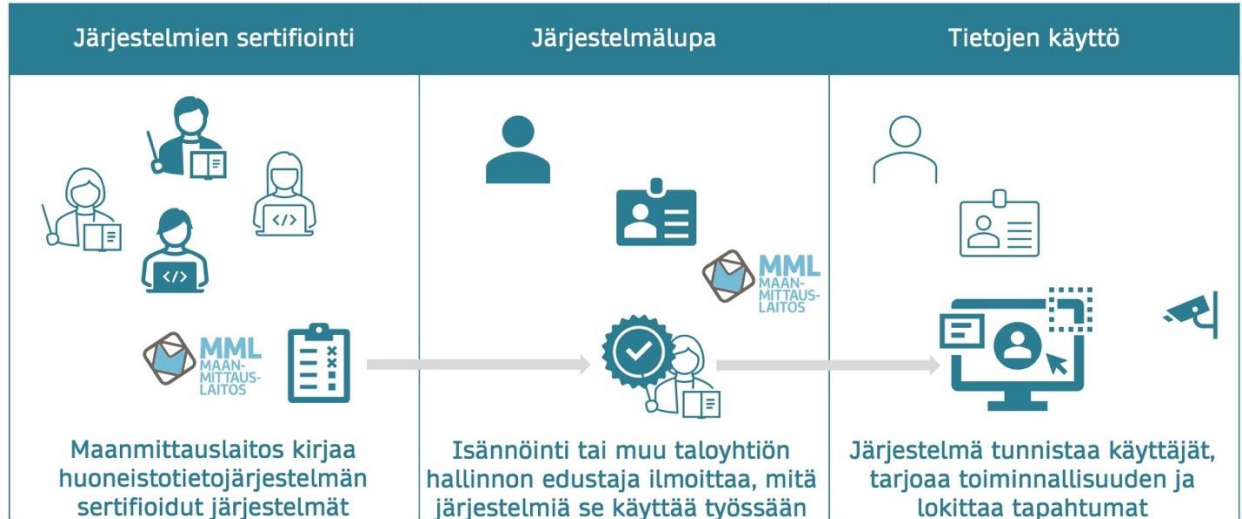 Järjestelmien sertifiointi
Järjestelmälupa
Tietojen käyttö
</>
</>
MML
MAAN-
MITTAUS-
LAITOS
Maanmittauslaitos kirjaa
huoneistotietojärjestelmän
sertifioidut järjestelmät
MML
MAAN-
MITTAUS-
LAITOS
Isännöinti tai muu taloyhtiön
hallinnon edustaja ilmoittaa, mitä
järjestelmiä se käyttää työssään
Järjestelmä tunnistaa käyttäjät,
tarjoaa toiminnallisuuden ja
lokittaa tapahtumat